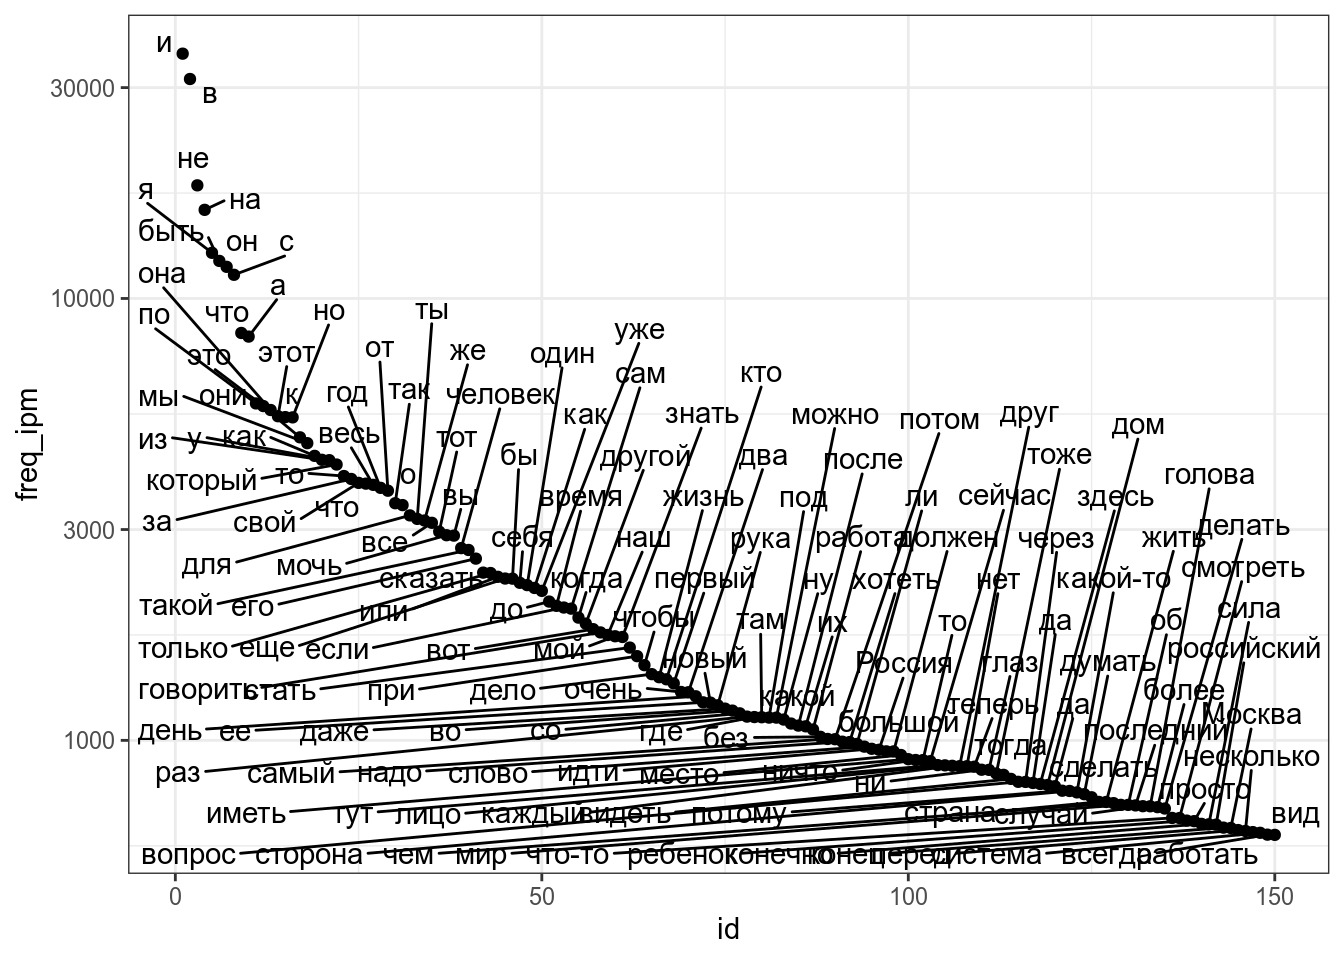 и
30000
в
не
я
на
быть
он
с
она
а
10000
по
что
но
ты
уже
это
этот
от
же
один
сам
кто
мы
они
к
год
так
человек
как
знать
можно
потом
друг
дом
из
у
как
весь
тот
бы
другой
два
после
тоже
который
то
о
голова
за
свой
что
вы
время
жизнь
под
ли
сейчас
здесь
3000
делать
для
все
себя
наш
рука
работа
должен
через
жить
мочь
сказать
когда
первый
ну
хотеть
нет
какой-то
смотреть
такой
его
или
до
чтобы
там
их
то
да
об
сила
только
еще
если
вот
мой
новый
Россия
глаз
думать
российский
говорить
стать
при
дело
очень
какой
теперь
да
более
день
ее
даже
во
со
где
без
большой
последний
Москва
1000
тогда
раз
самый
надо
слово
идти
место
ничто
ни
сделать
несколько
иметь
тут
лицо
каждый
видеть
потому
страна
случай
просто
вид
вопрос
сторона
чем
мир
что-то
ребенок
конечно
конец
перед
система
всегда
работать
0
50
100
150
id
freq_ipm